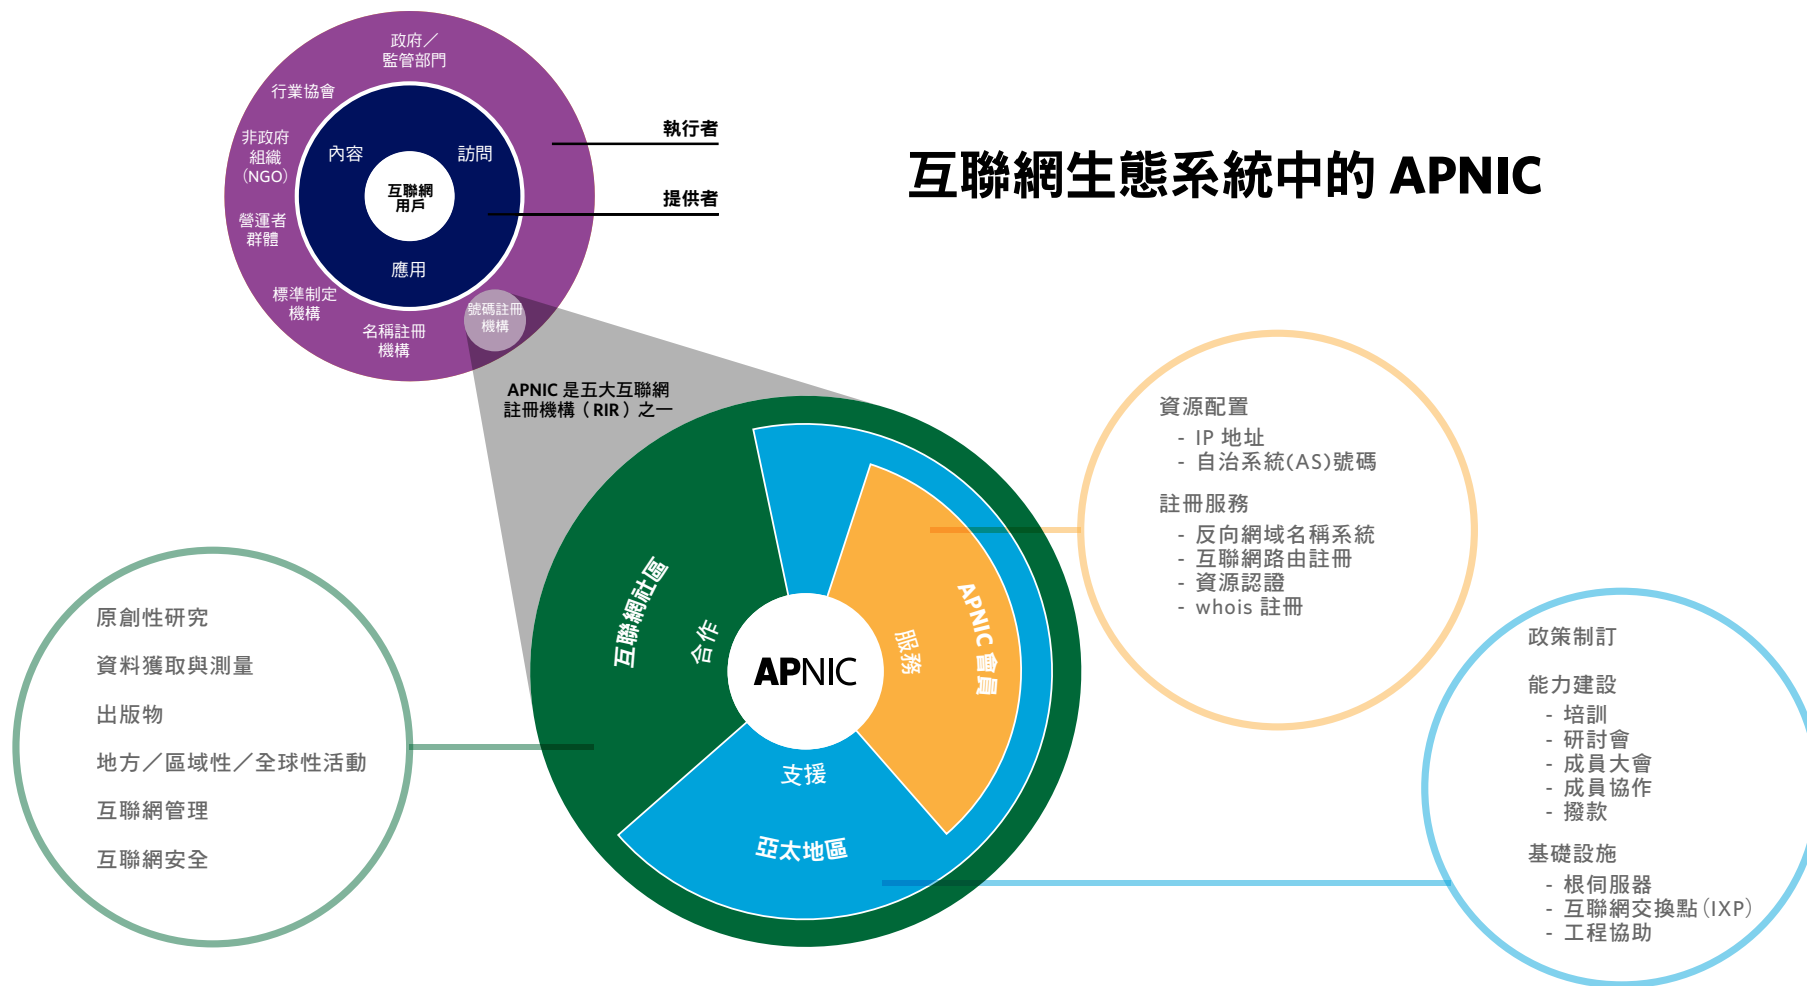 互聯網生態系統中的 APNIC
政府／
監管部門
行業協會
非政府
組織
（NGO）
營運者
群體
標準制定
機構
名稱註冊
機構
號碼註冊
機構
內容
訪問
應用
互聯網
用戶
執行者
提供者
APNIC 是五大互聯網
註冊機構（RIR）之一
互聯網社區
合作
APNIC
服務
APNIC 會員
支援
亞太地區
原創性研究
資料獲取與測量
出版物
地方／區域性／全球性活動
互聯網管理
互聯網安全
資源配置
- IP 地址
- 自治系統(AS)號碼
註冊服務
- 反向網域名稱系統
- 互聯網路由註冊
- 資源認證
- whois 註冊
政策制訂
能力建設
- 培訓
- 研討會
- 成員大會
- 成員協作
- 撥款
基礎設施
- 根伺服器
- 互聯網交換點（IXP）
- 工程協助